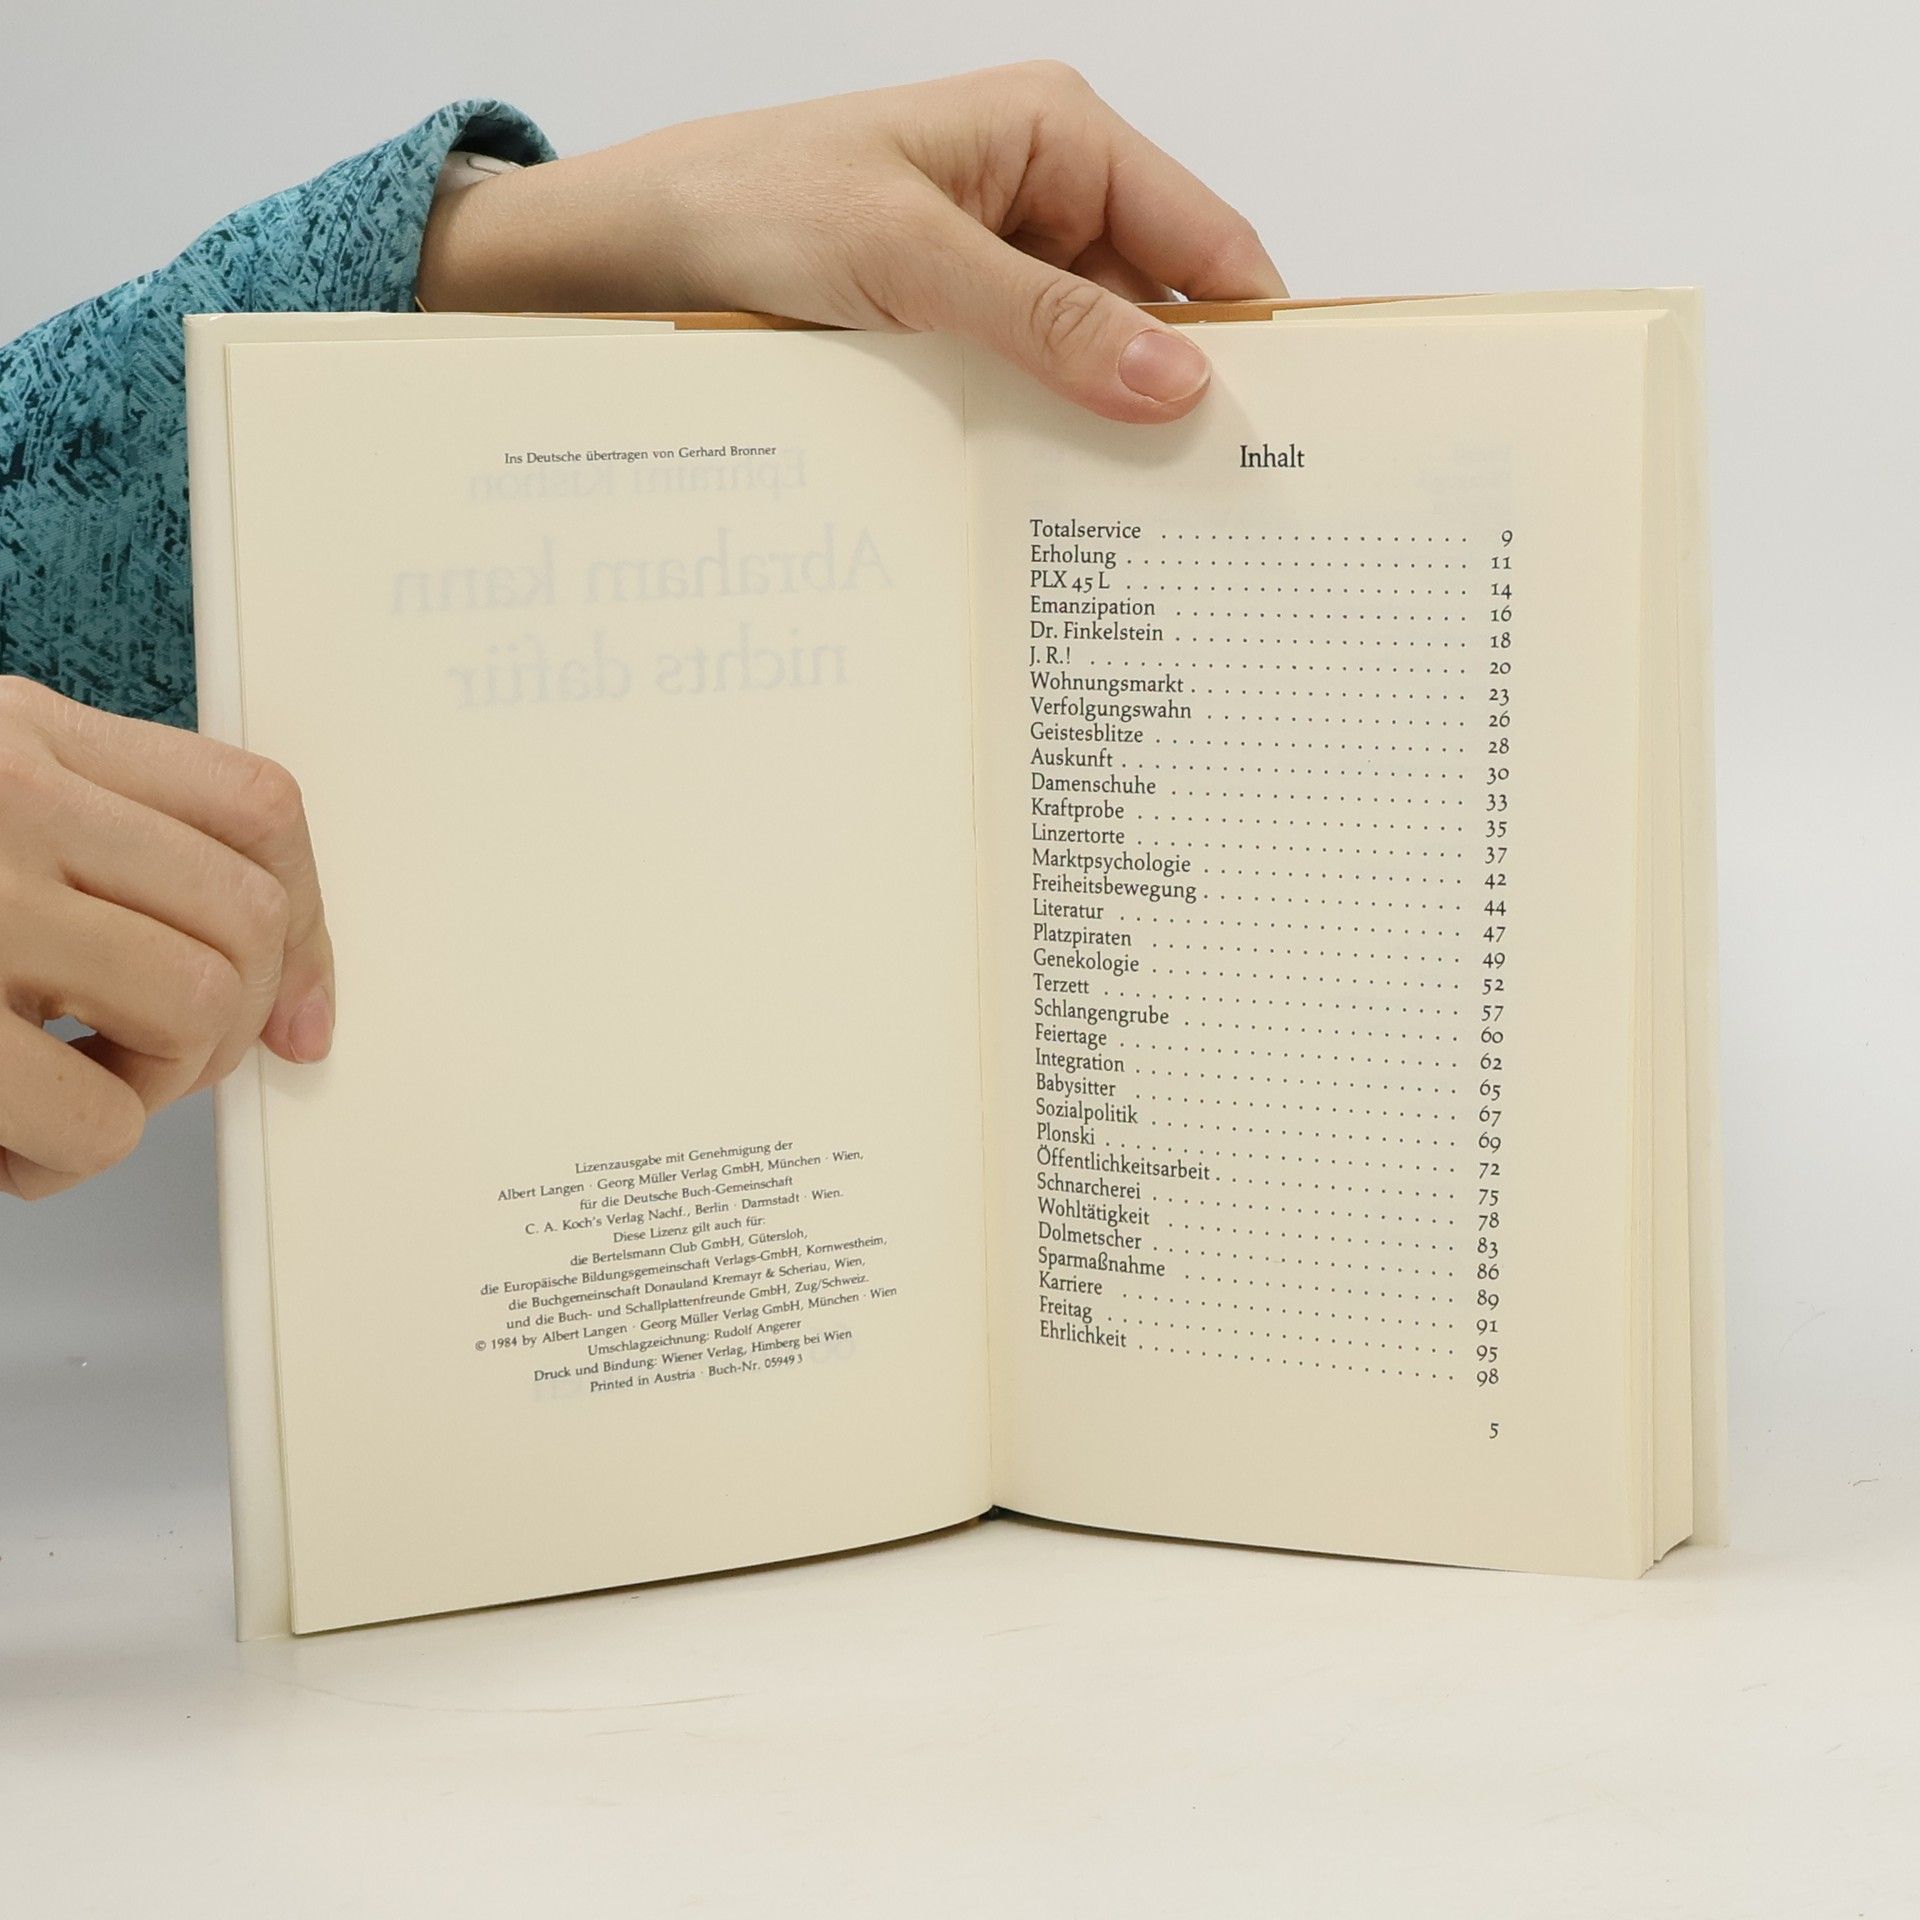 Ins Deutsche übertragen von Gerhard Bronner
Ephraim Kishon
Abraham kann
nichts dafür
Lizenzausgabe mit Genehmigung der
Albert Langen · Georg Müller Verlag GmbH, München · Wien,
für die Deutsche Buch-Gemeinschaft
C. A. Koch's Verlag Nachf., Berlin · Darmstadt · Wien.
Diese Lizenz gilt auch für:
die Bertelsmann Club GmbH, Gütersloh,
die Europäische Bildungsgemeinschaft Verlags-GmbH, Kornwestheim,
die Buchgemeinschaft Donauland Kremayr & Scheriau, Wien,
und die Buch- und Schallplattenfreunde GmbH, Zug/Schweiz.
© 1984 by Albert Langen · Georg Müller Verlag GmbH, München · Wien
Umschlagzeichnung: Rudolf Angerer
Druck und Bindung: Wiener Verlag, Himberg bei Wien
Printed in Austria · Buch-Nr. 05949 3
Inhalt
Totalservice . . . . . . . . . . . . . . . . . . . 9
Erholung . . . . . . . . . . . . . . . . . . . . . 11
PLX 45 L . . . . . . . . . . . . . . . . . . . . . 14
Emanzipation . . . . . . . . . . . . . . . . . . 16
Dr. Finkelstein . . . . . . . . . . . . . . . . . . 18
J. R.! . . . . . . . . . . . . . . . . . . . . . . . 20
Wohnungsmarkt . . . . . . . . . . . . . . . . . 23
Verfolgungswahn . . . . . . . . . . . . . . . . 26
Geistesblitze . . . . . . . . . . . . . . . . . . . 28
Auskunft . . . . . . . . . . . . . . . . . . . . . 30
Damenschuhe . . . . . . . . . . . . . . . . . . 33
Kraftprobe . . . . . . . . . . . . . . . . . . . . 35
Linzertorte . . . . . . . . . . . . . . . . . . . . 37
Marktpsychologie . . . . . . . . . . . . . . . . 42
Freiheitsbewegung . . . . . . . . . . . . . . . . 44
Literatur . . . . . . . . . . . . . . . . . . . . . 47
Platzpiraten . . . . . . . . . . . . . . . . . . . 49
Genekologie . . . . . . . . . . . . . . . . . . . 52
Terzett . . . . . . . . . . . . . . . . . . . . . . 57
Schlangengrube . . . . . . . . . . . . . . . . . 60
Feiertage . . . . . . . . . . . . . . . . . . . . . 62
Integration . . . . . . . . . . . . . . . . . . . . 65
Babysitter . . . . . . . . . . . . . . . . . . . . 67
Sozialpolitik . . . . . . . . . . . . . . . . . . . 69
Plonski . . . . . . . . . . . . . . . . . . . . . . 72
Öffentlichkeitsarbeit . . . . . . . . . . . . . . . 75
Schnarcherei . . . . . . . . . . . . . . . . . . . 78
Wohltätigkeit . . . . . . . . . . . . . . . . . . 83
Dolmetscher . . . . . . . . . . . . . . . . . . . 86
Sparmaßnahme . . . . . . . . . . . . . . . . . 89
Karriere . . . . . . . . . . . . . . . . . . . . . 91
Freitag . . . . . . . . . . . . . . . . . . . . . . 95
Ehrlichkeit . . . . . . . . . . . . . . . . . . . . 98
5